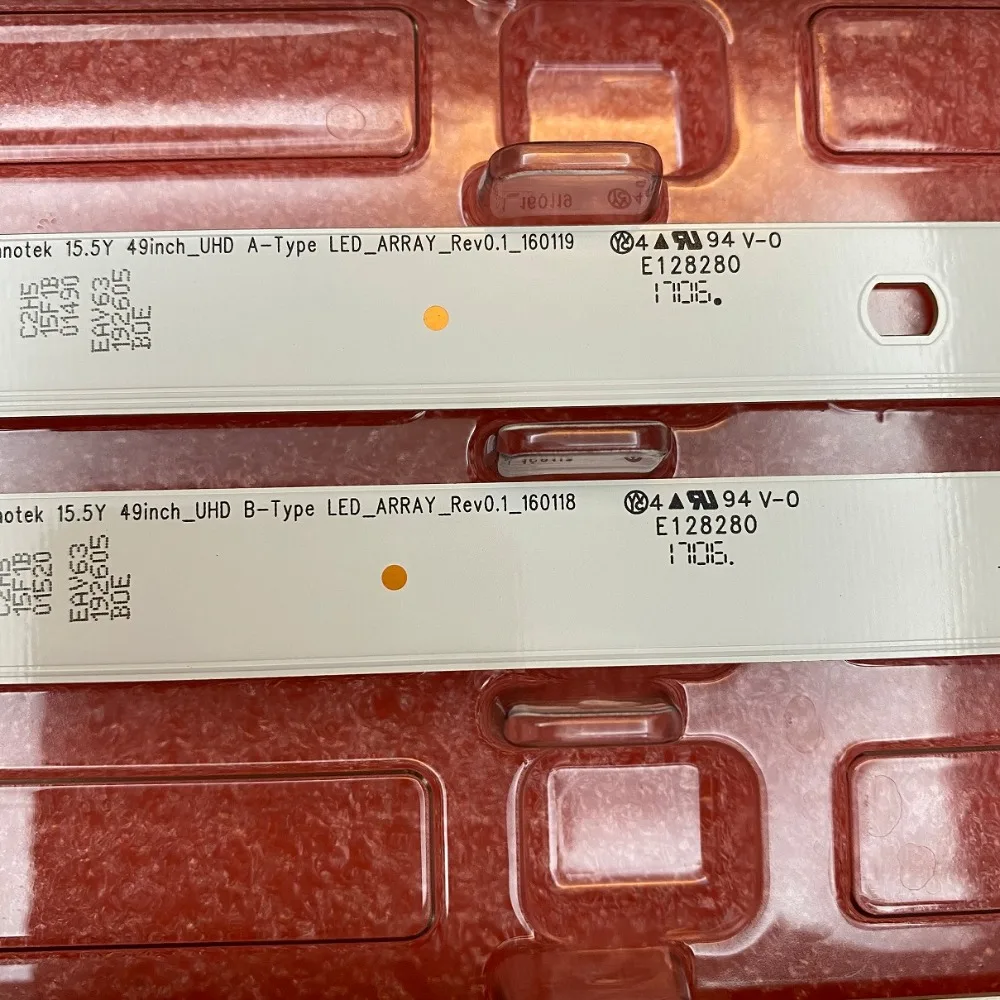 notek 15.5Y 49inch_UHD A-Type LED_ARRAY_Rev0.1_160119
4 94 V-0
E128280
1706.
C2H5
15F1B
01490
EAV63
192605
BOE
notek 15.5Y 49inch_UHD B-Type LED_ARRAY_Rev0.1_160118
4 94 V-0
E128280
1706.
C2H5
15F1B
01520
EAV63
192605
BOE